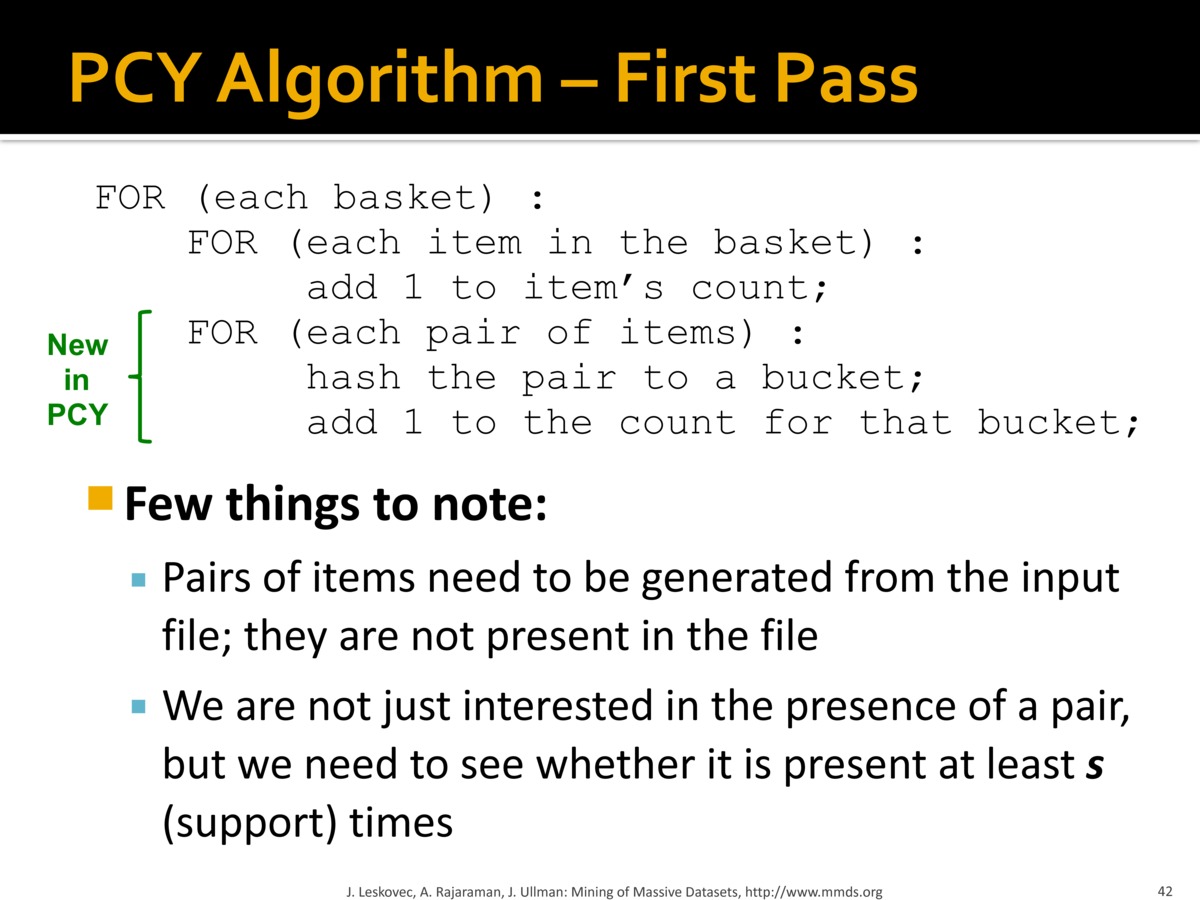 PCY Algorithm – First Pass
FOR (each basket) :
FOR (each item in the basket) :
add 1 to item’s count;
New
in
PCY
FOR (each pair of items) :
hash the pair to a bucket;
add 1 to the count for that bucket;
Few things to note:
Pairs of items need to be generated from the input
file; they are not present in the file
We are not just interested in the presence of a pair,
but we need to see whether it is present at least s
(support) times
J. Leskovec, A. Rajaraman, J. Ullman: Mining of Massive Datasets, http://www.mmds.org
42